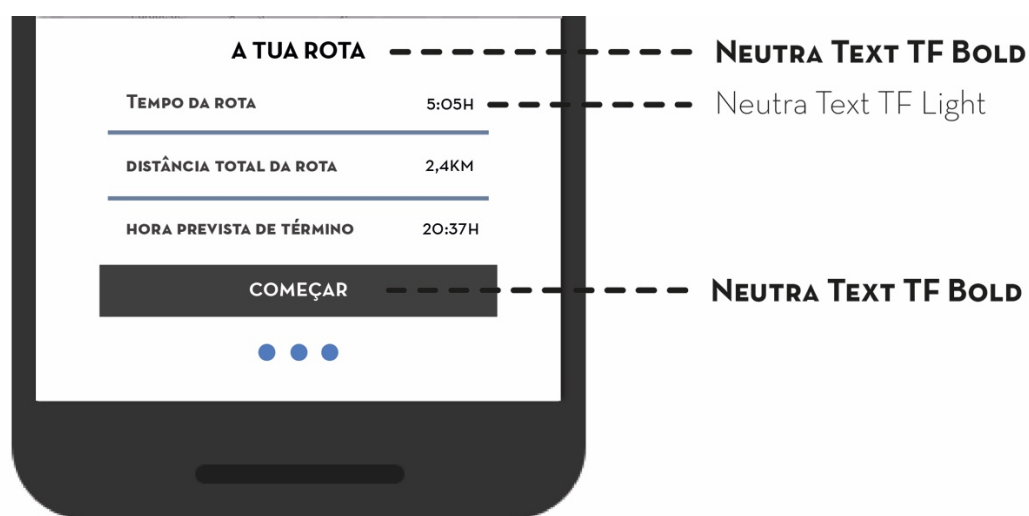 A TUA ROTA
NEUTRA TEXT TF BOLD
TEMPO DA ROTA 5:05H
Neutra Text TF Light
DISTÂNCIA TOTAL DA ROTA 2,4KM
HORA PREVISTA DE TÉRMINO 20:37H
COMEÇAR
NEUTRA TEXT TF BOLD